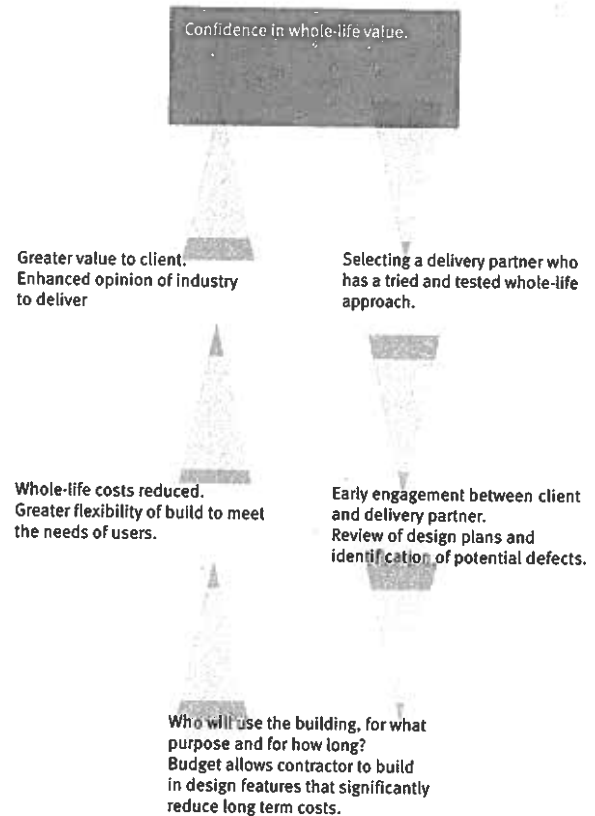 Confidence in whole-life value.
Greater value to client.
Enhanced opinion of industry
to deliver
Selecting a delivery partner who
has a tried and tested whole-life
approach.
Whole-life costs reduced.
Greater flexibility of build to meet
the needs of users.
Early engagement between client
and delivery partner.
Review of design plans and
identification of potential defects.
Who will use the building, for what
purpose and for how long?
Budget allows contractor to build
in design features that significantly
reduce long term costs.